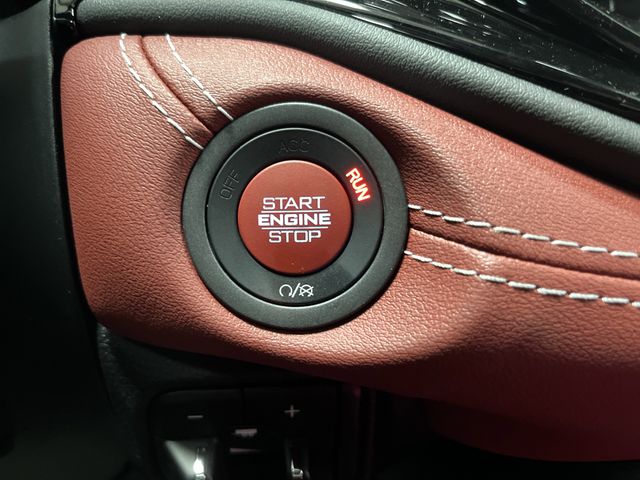 ACC
OFF
RUN
START
ENGINE
STOP
− +